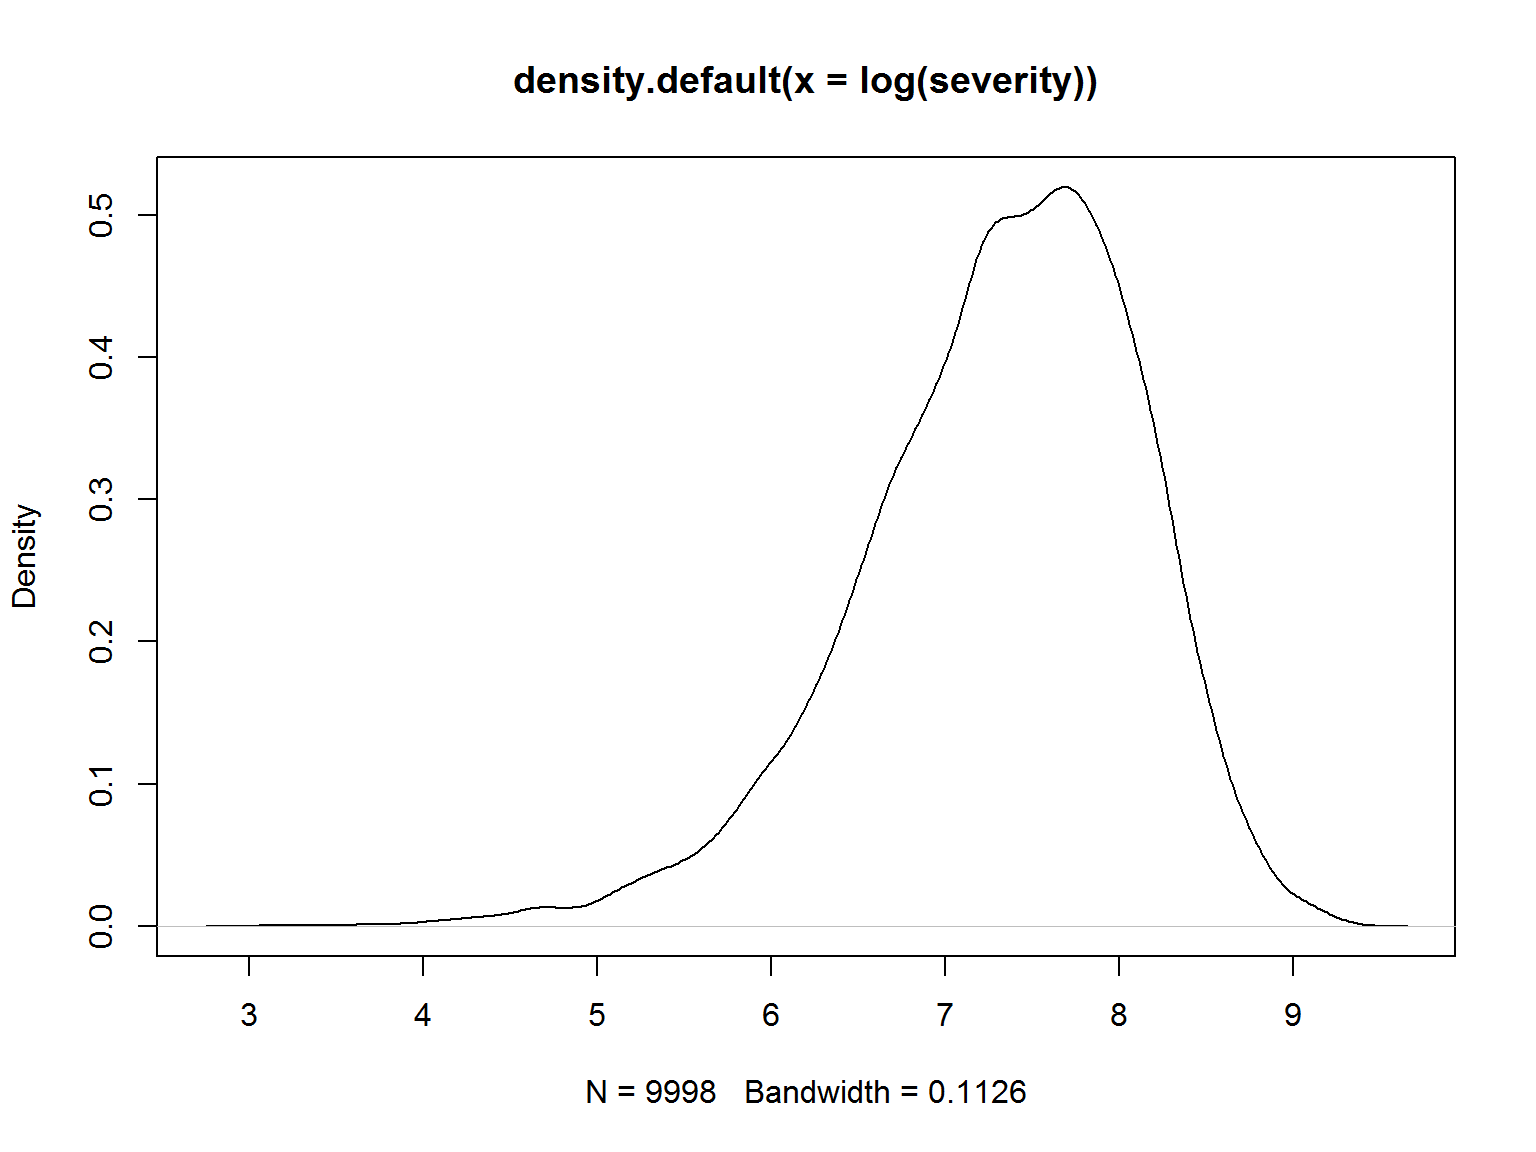 density.default(x = log(severity))
Density
0.5
0.4
0.3
0.2
0.1
0.0
3 4 5 6 7 8 9
N = 9998 Bandwidth = 0.1126